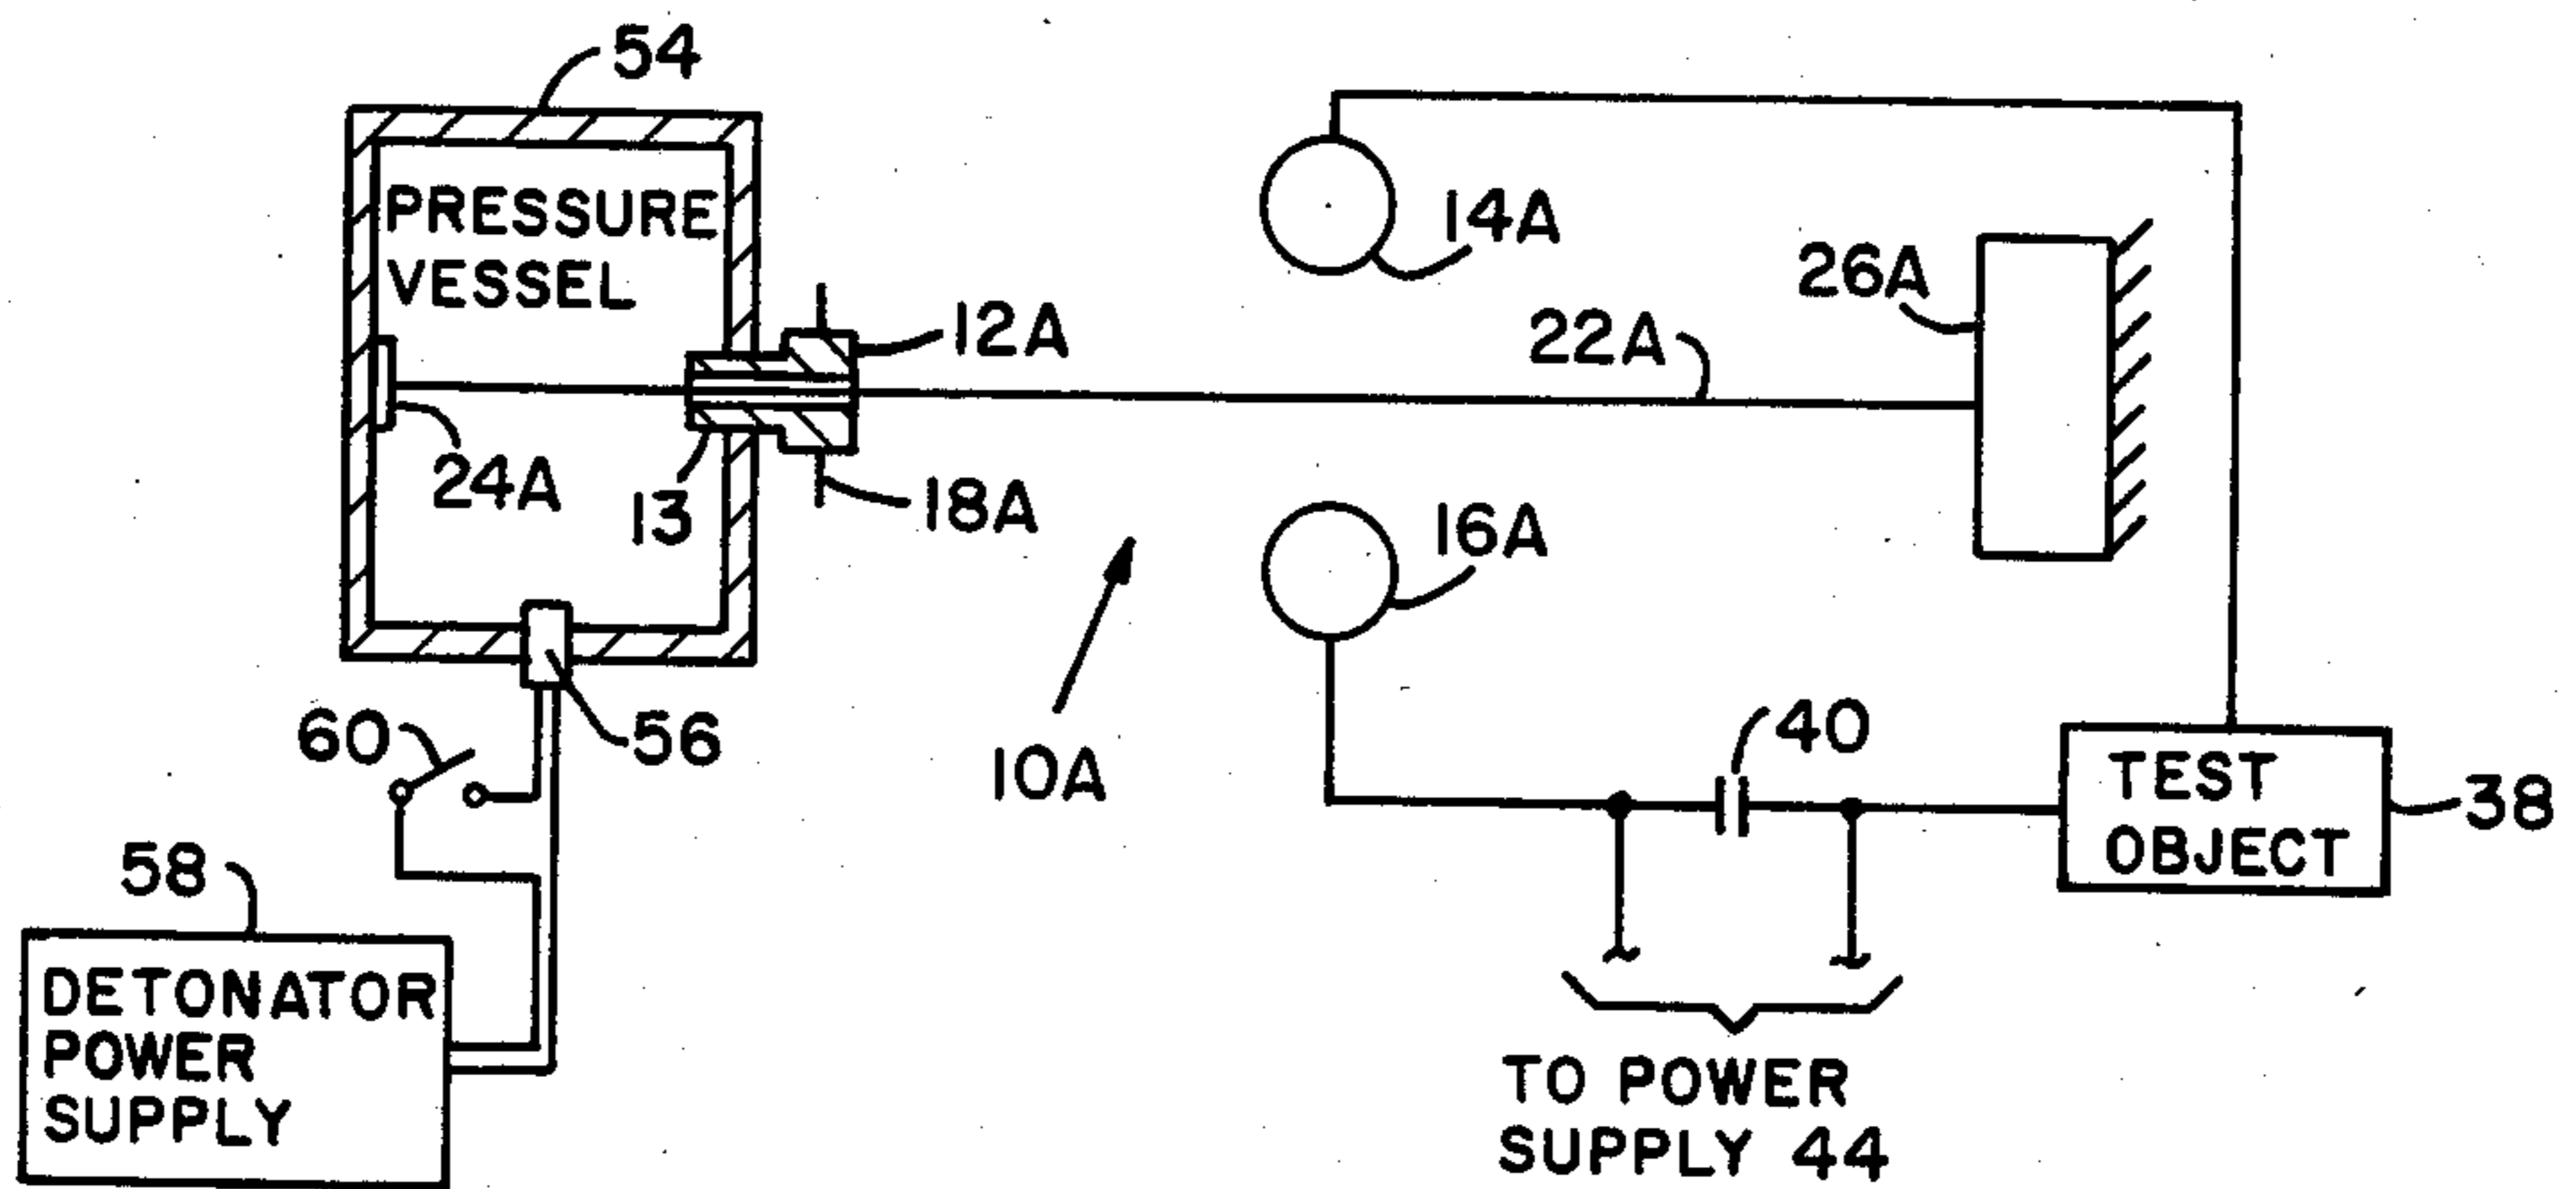 54
PRESSURE
VESSEL
14A
26A
12A
22A
24A
13
18A
16A
60
56
10A
40
TEST
OBJECT
38
58
DETONATOR
POWER
SUPPLY
TO POWER
SUPPLY 44